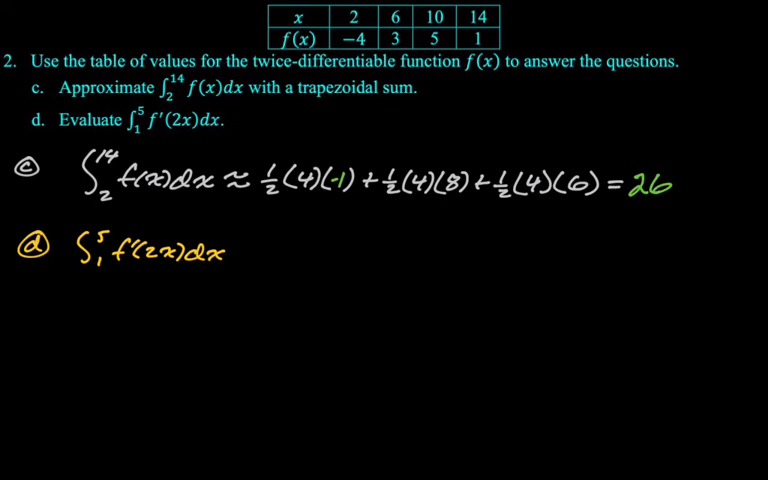 x 2 6 10 14
f(x) −4 3 5 1
2. Use the table of values for the twice-differentiable function f(x) to answer the questions.
c. Approximate ∫₂¹⁴ f(x)dx with a trapezoidal sum.
d. Evaluate ∫₁⁵ f′(2x)dx.
ⓒ ∫₂¹⁴ f(x)dx ≈ ½(4)(-1) + ½(4)(8) + ½(4)(6) = 26
ⓓ ∫₁⁵ f′(2x)dx